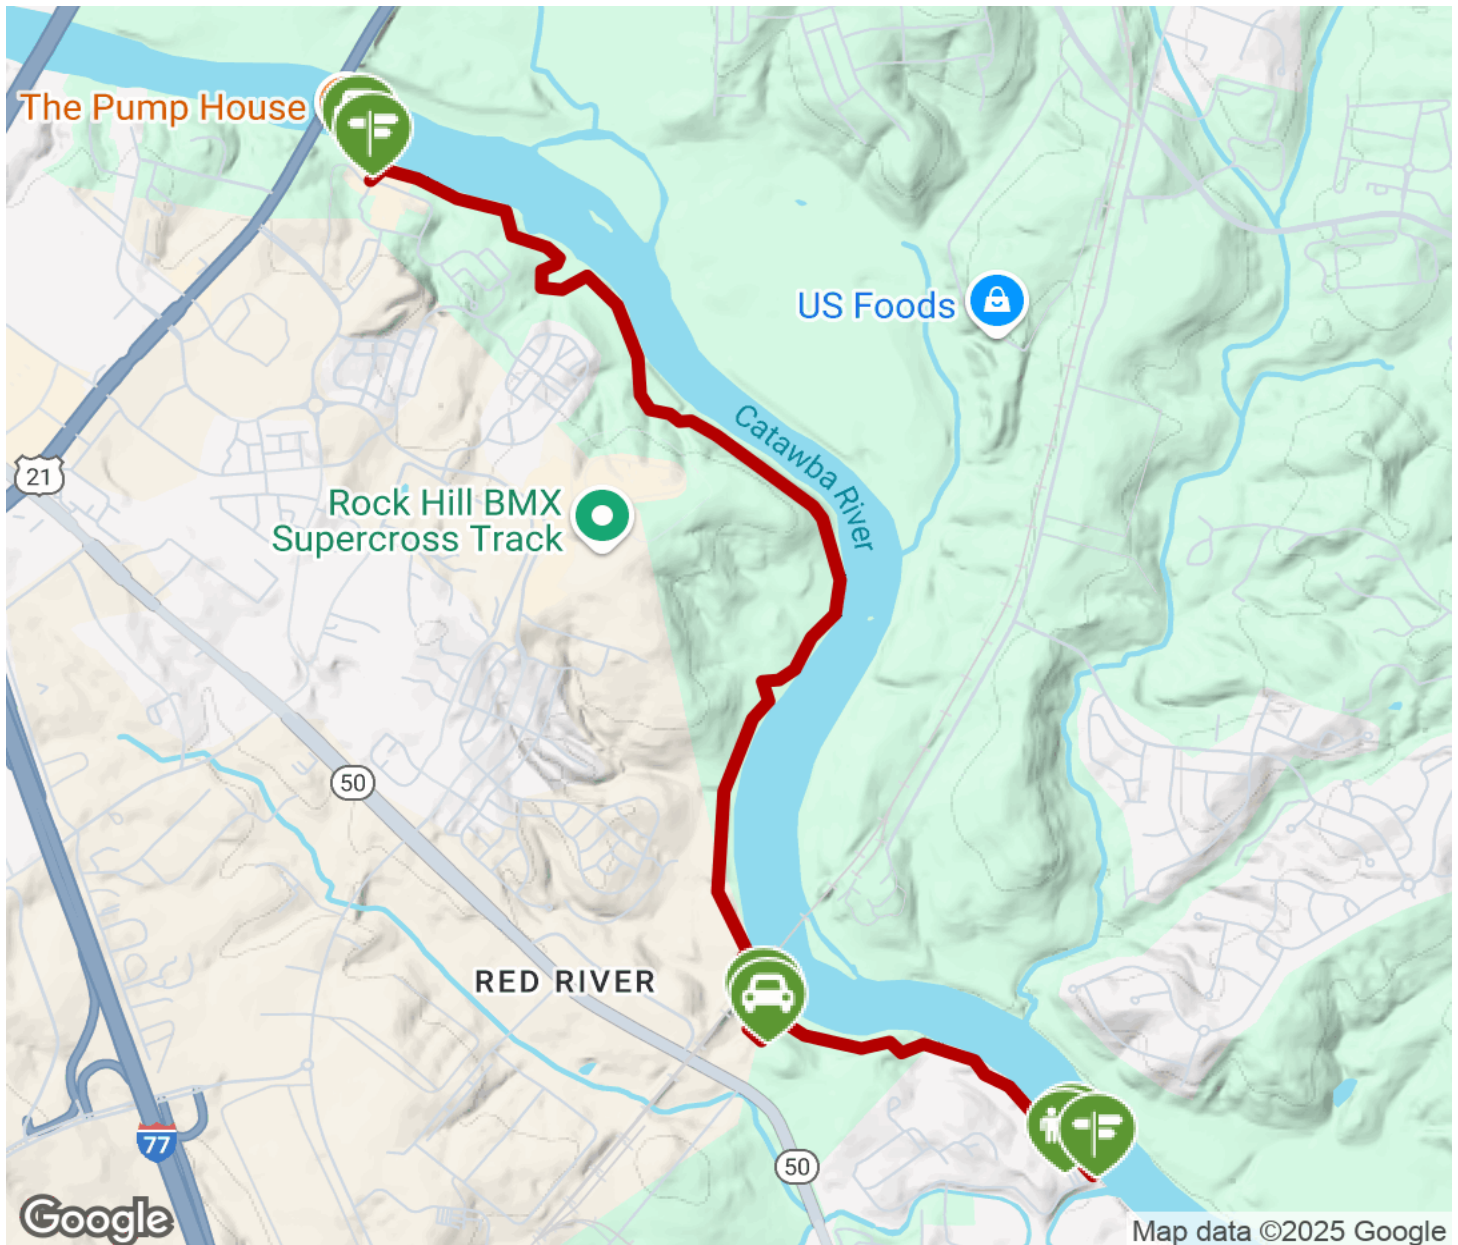 The Pump House
US Foods
Catawba River
21
Rock Hill BMX
Supercross Track
50
RED RIVER
77
50
Google
Map data ©2025 Google